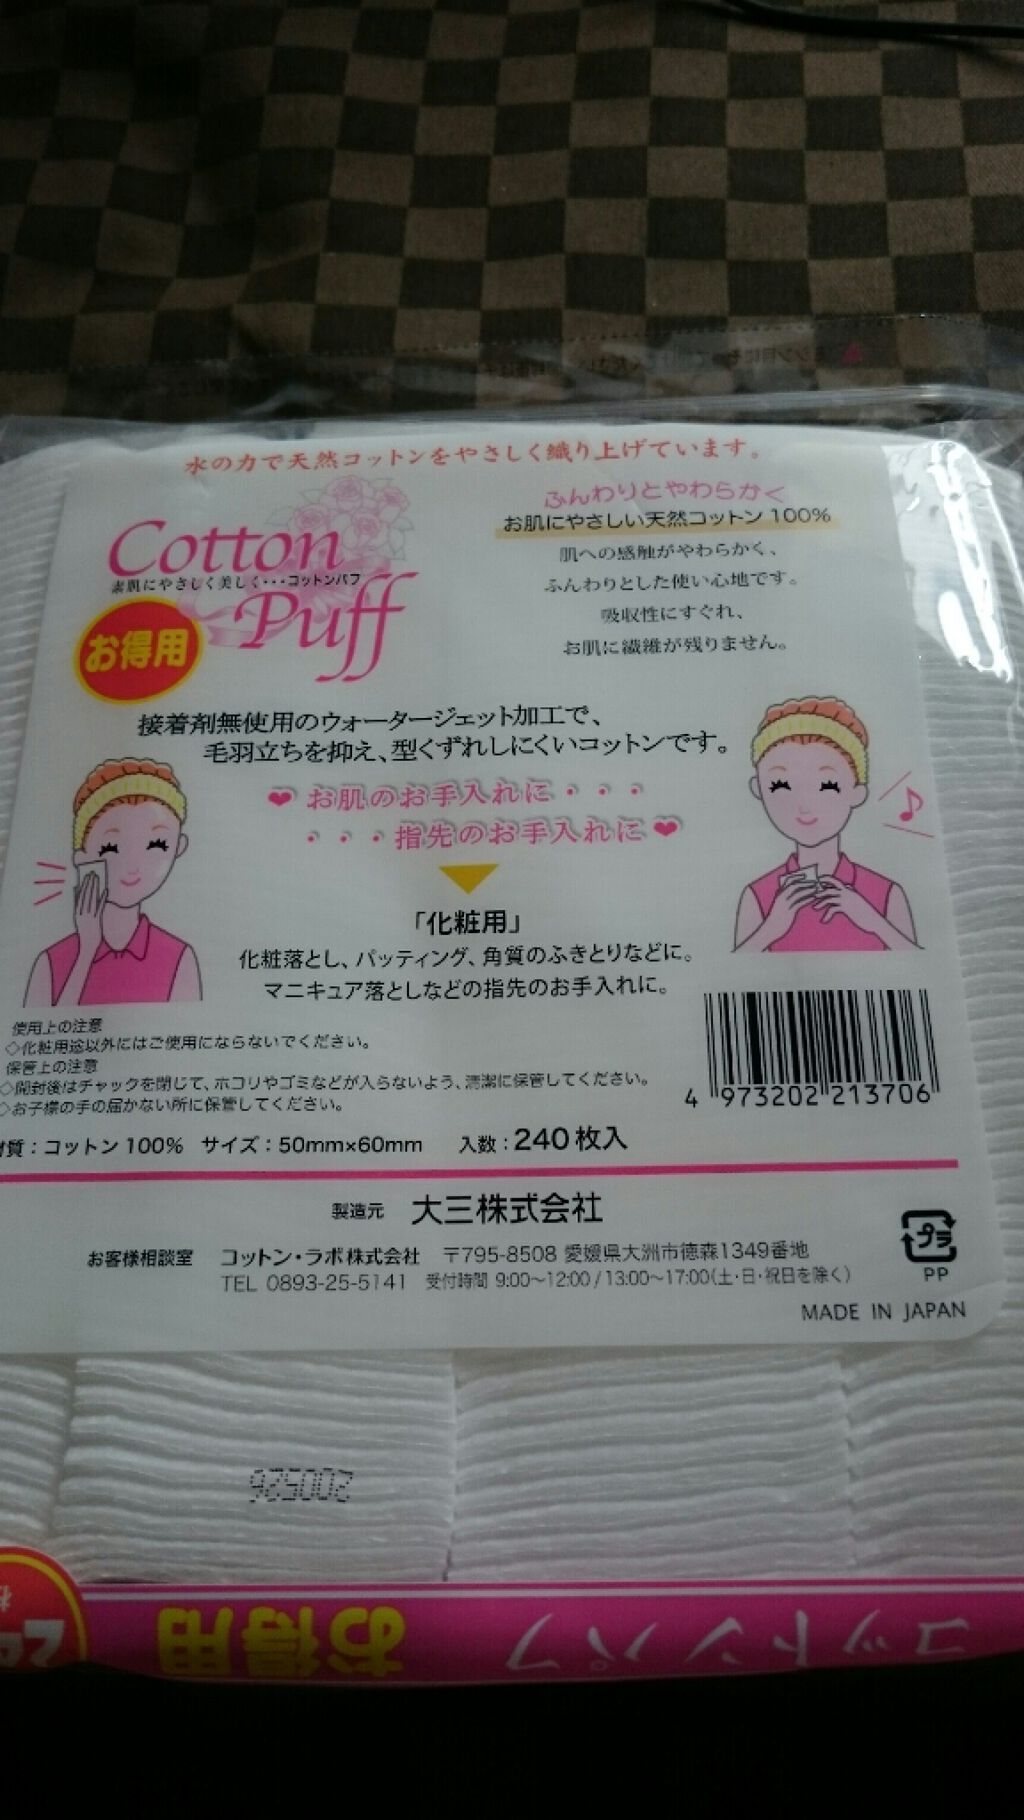 水の力で天然コットンをやさしく織り上げています。
Cotton
素肌にやさしく美しく・・・コットンパフ
Puff
お得用
ふんわりとやわらかく
お肌にやさしい天然コットン100%
肌への感触がやわらかく、
ふんわりとした使い心地です。
吸収性にすぐれ、
お肌に繊維が残りません。
接着剤無使用のウォータージェット加工で、
毛羽立ちを抑え、型くずれしにくいコットンです。
❤ お肌のお手入れに・・・
・・・指先のお手入れに ❤
「化粧用」
化粧落とし、パッティング、角質のふきとりなどに。
マニキュア落としなどの指先のお手入れに。
使用上の注意
◇化粧用途以外にはご使用にならないでください。
保管上の注意
◇開封後はチャックを閉じて、ホコリやゴミなどが入らないよう、清潔に保管してください。
◇お子様の手の届かない所に保管してください。
4 973202 213706
質：コットン100% サイズ：50mm×60mm 入数：240枚入
製造元 大三株式会社
お客様相談室 コットン・ラボ株式会社 〒795-8508 愛媛県大洲市徳森1349番地
TEL 0893-25-5141 受付時間 9:00～12:00/13:00～17:00(土・日・祝日を除く)
プラ
PP
MADE IN JAPAN
コットンパフ お得用